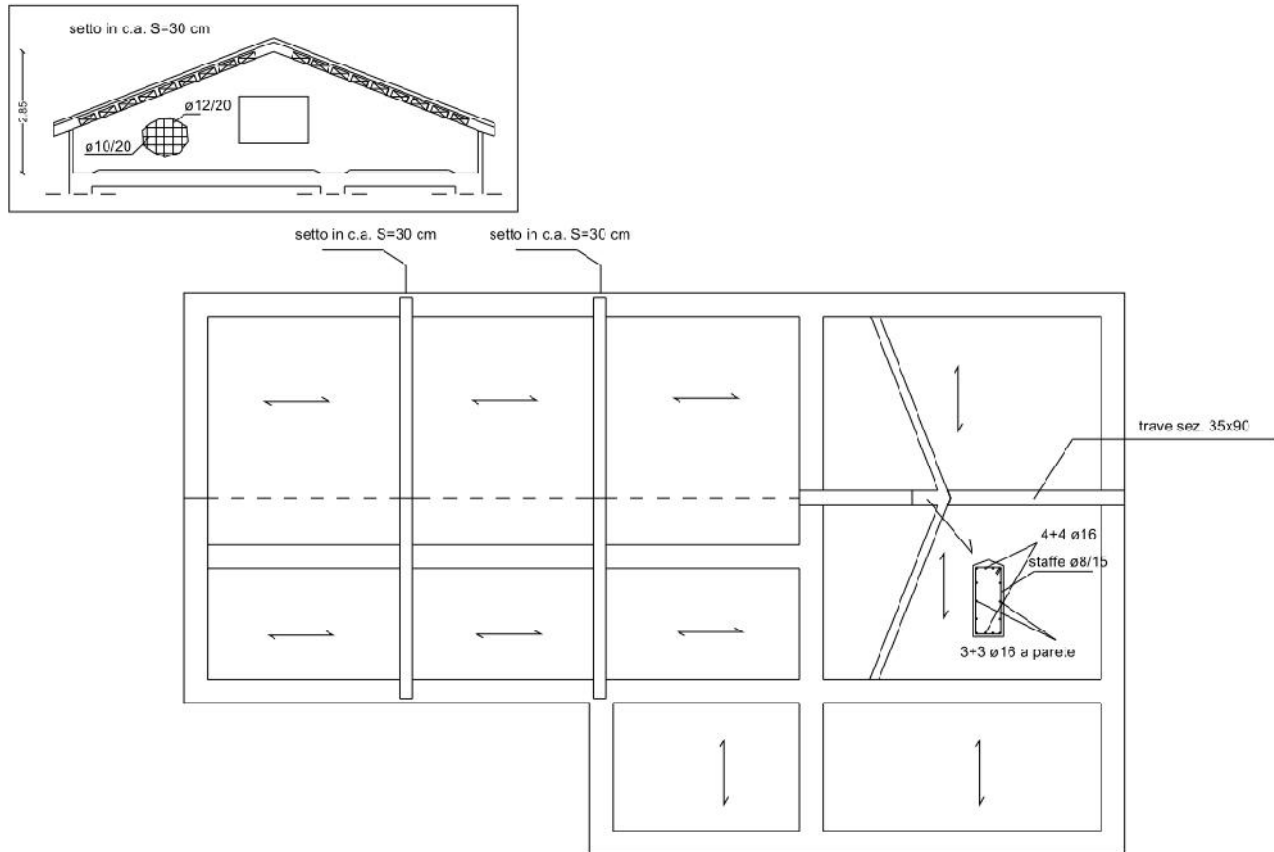 setto in c.a. S=30 cm
2.85
ø12/20
ø10/20
setto in c.a. S=30 cm
setto in c.a. S=30 cm
trave sez. 35x90
4+4 ø16
staffe ø8/15
3+3 ø16 a parete